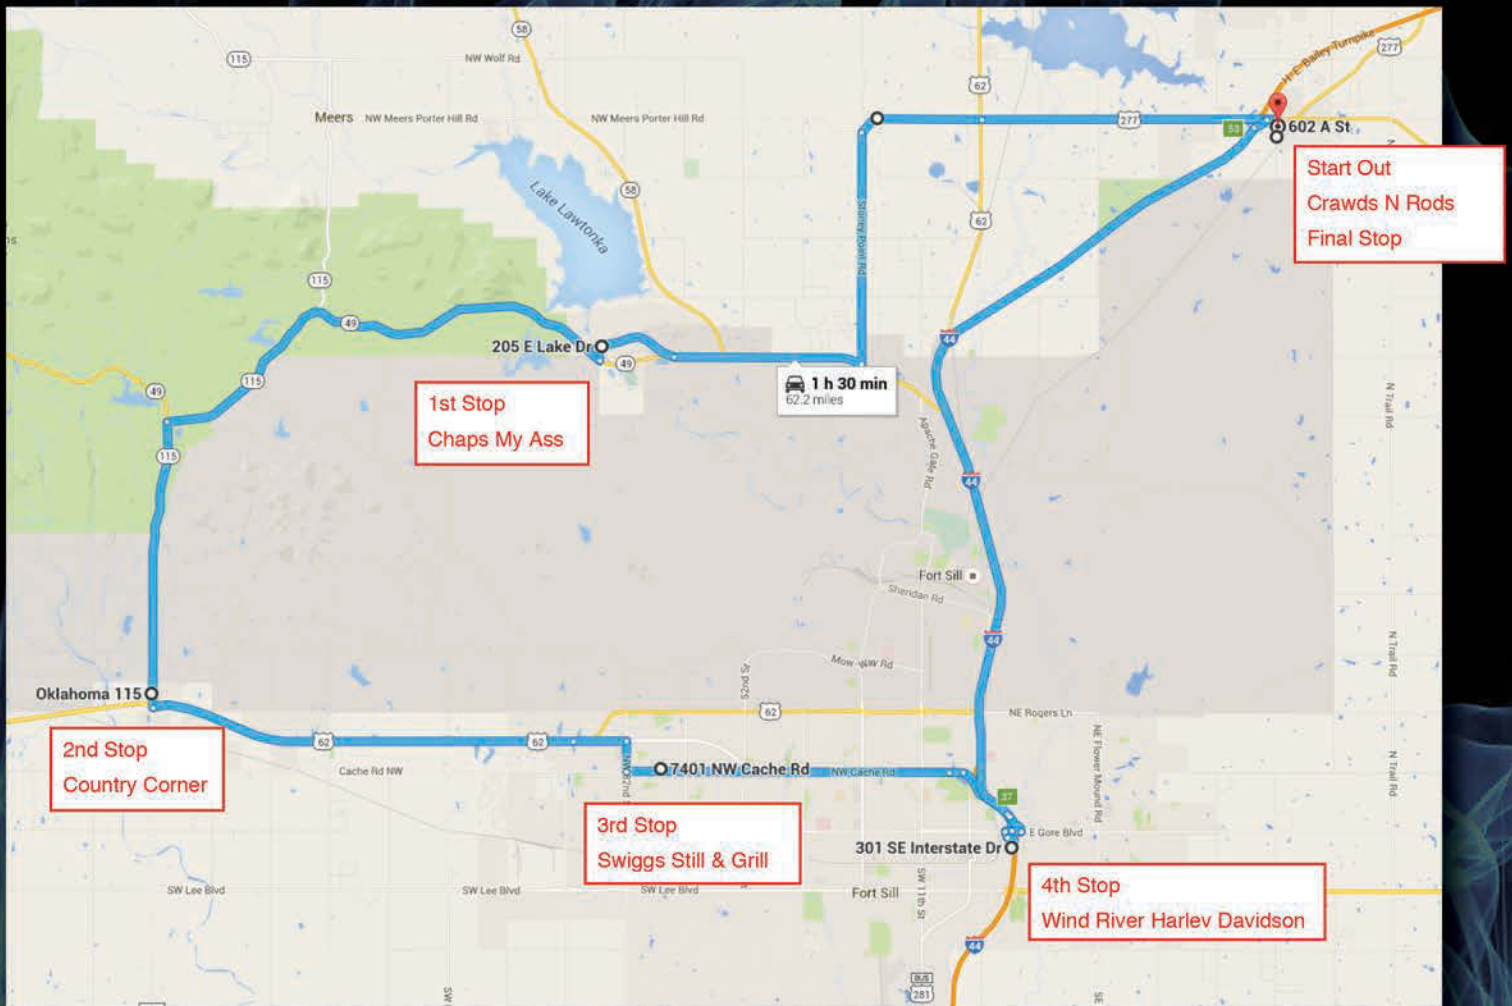 58
H. E. Bailey Turnpike
277
115
NW Wolf Rd
62
Meers
NW Meers Porter Hill Rd
NW Meers Porter Hill Rd
277
53
602 A St
Start Out
Crawds N Rods
Final Stop
58
Lake Lawtonka
62
Stoney Point Rd
115
49
44
205 E Lake Dr
49
1 h 30 min
62.2 miles
115
49
1st Stop
Chaps My Ass
N Trail Rd
115
Apache Gate Rd
44
Fort Sill
Sheridan Rd
44
N Trail Rd
Mow-Way Rd
52nd St
Oklahoma 115
62
NE Rogers Ln
NE Flower Mound Rd
2nd Stop
Country Corner
62
62
Cache Rd NW
7401 NW Cache Rd
NW Cache Rd
N Trail Rd
37
E Gore Blvd
3rd Stop
Swiggs Still & Grill
301 SE Interstate Dr
SW Lee Blvd
SW Lee Blvd
SW Lee Blvd
Fort Sill
SW 11th St
4th Stop
Wind River Harley Davidson
44
BUS
281
SW
SE